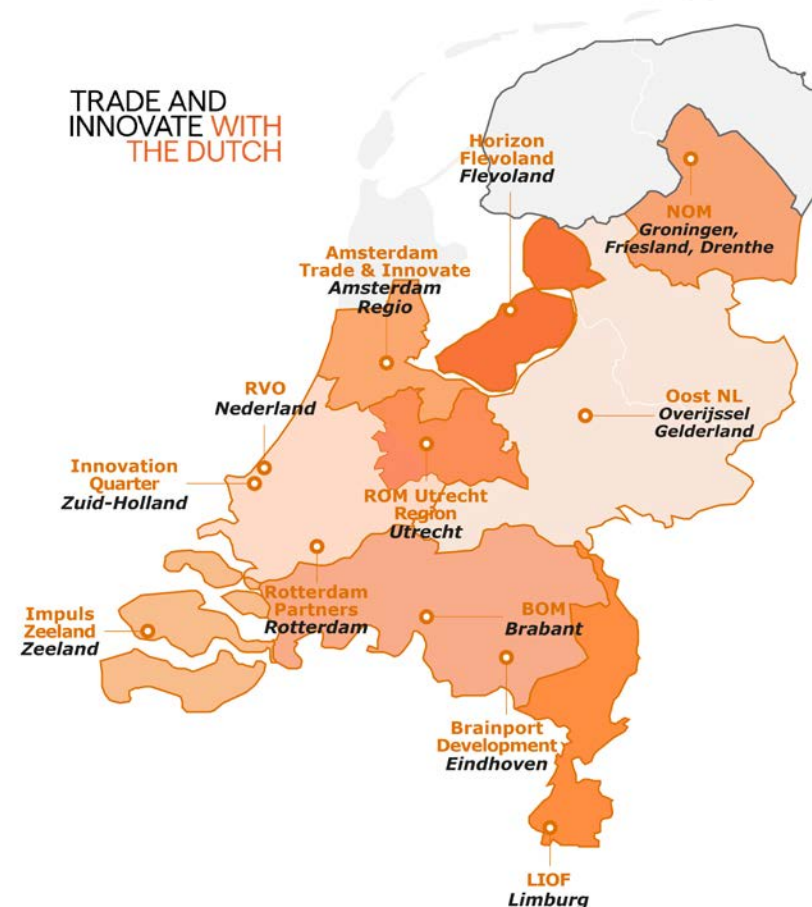 TRADE AND
INNOVATE WITH
THE DUTCH
Horizon
Flevoland
Flevoland
NOM
Groningen,
Friesland, Drenthe
Amsterdam
Trade & Innovate
Amsterdam
Regio
RVO
Nederland
Oost NL
Overijssel
Gelderland
Innovation
Quarter
Zuid-Holland
ROM Utrecht
Region
Utrecht
Rotterdam
Partners
Rotterdam
Impuls
Zeeland
Zeeland
BOM
Brabant
Brainport
Development
Eindhoven
LIOF
Limburg